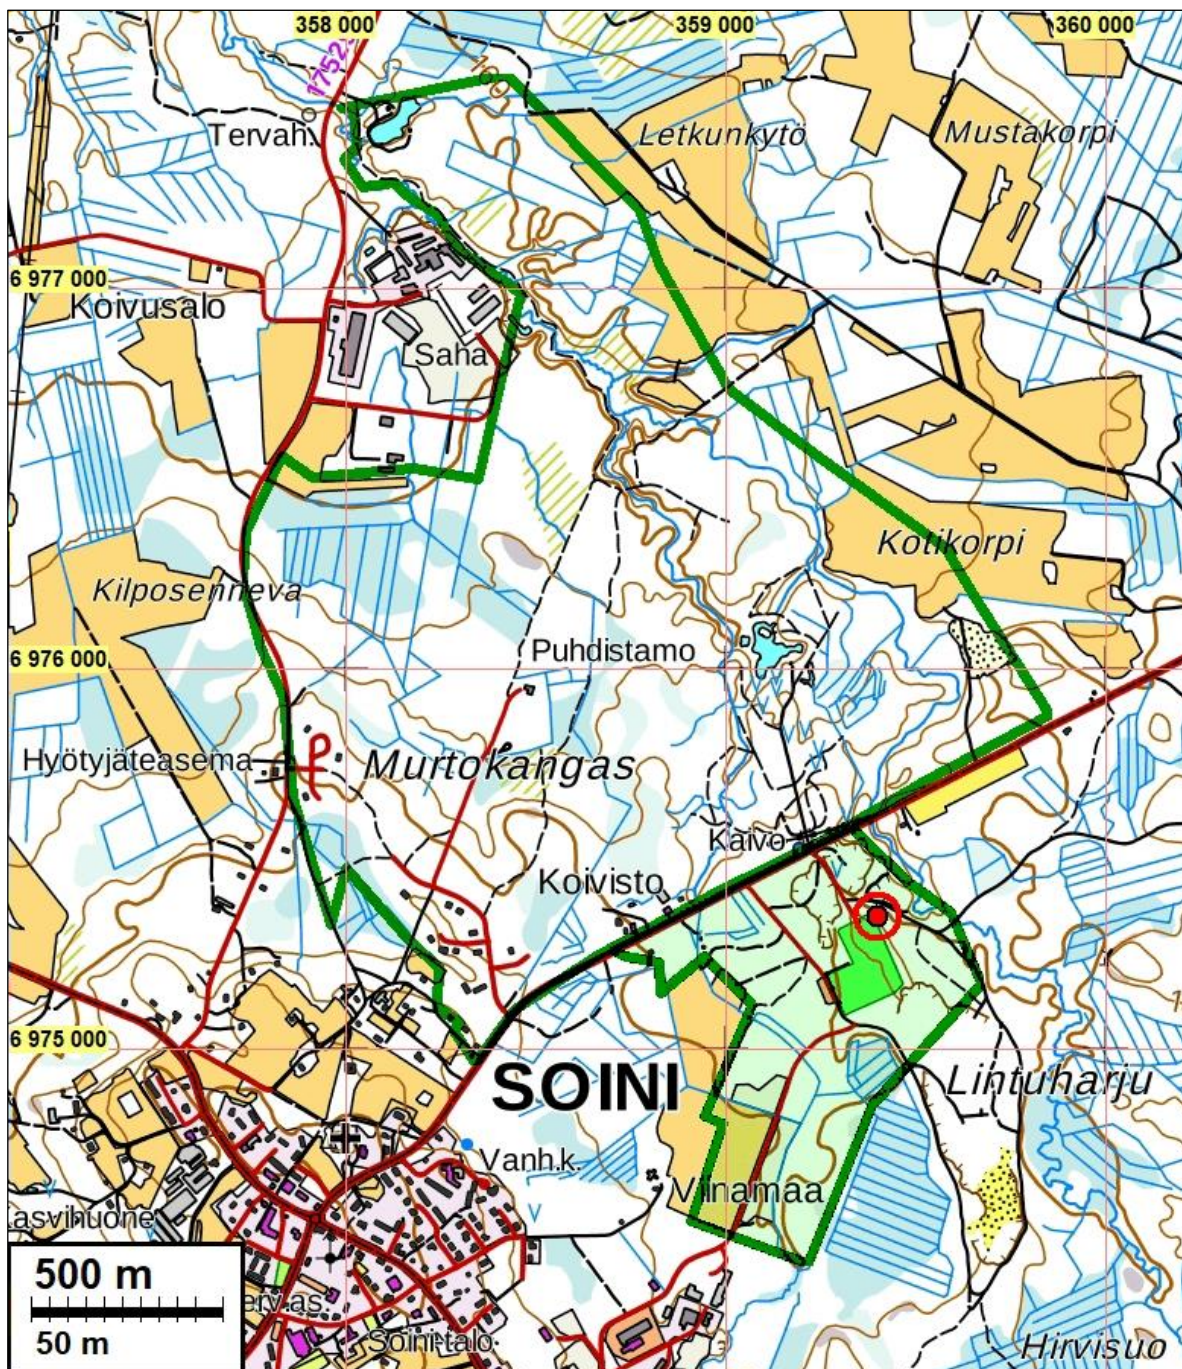 358 000
359 000
360 000
1752
Tervah.
Letkunkytö
Mustakorpi
6 977 000
Koivusalo
Saha
Kotikorpi
Kilposenneva
6 976 000
Puhdistamo
Hyötyjäteasema
Murtokangas
Kaivo
Koivisto
6 975 000
SOINI
Lintuharju
Vanh.k.
Viinamaa
asvihuone
500 m
50 m
erv.as.
Soini-talo
Hirvisuo